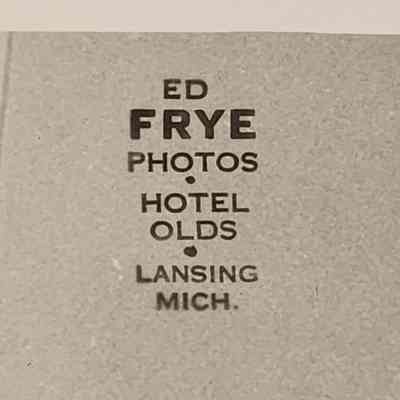 ED
FRYE
PHOTOS
•
HOTEL
OLDS
•
LANSING
MICH.